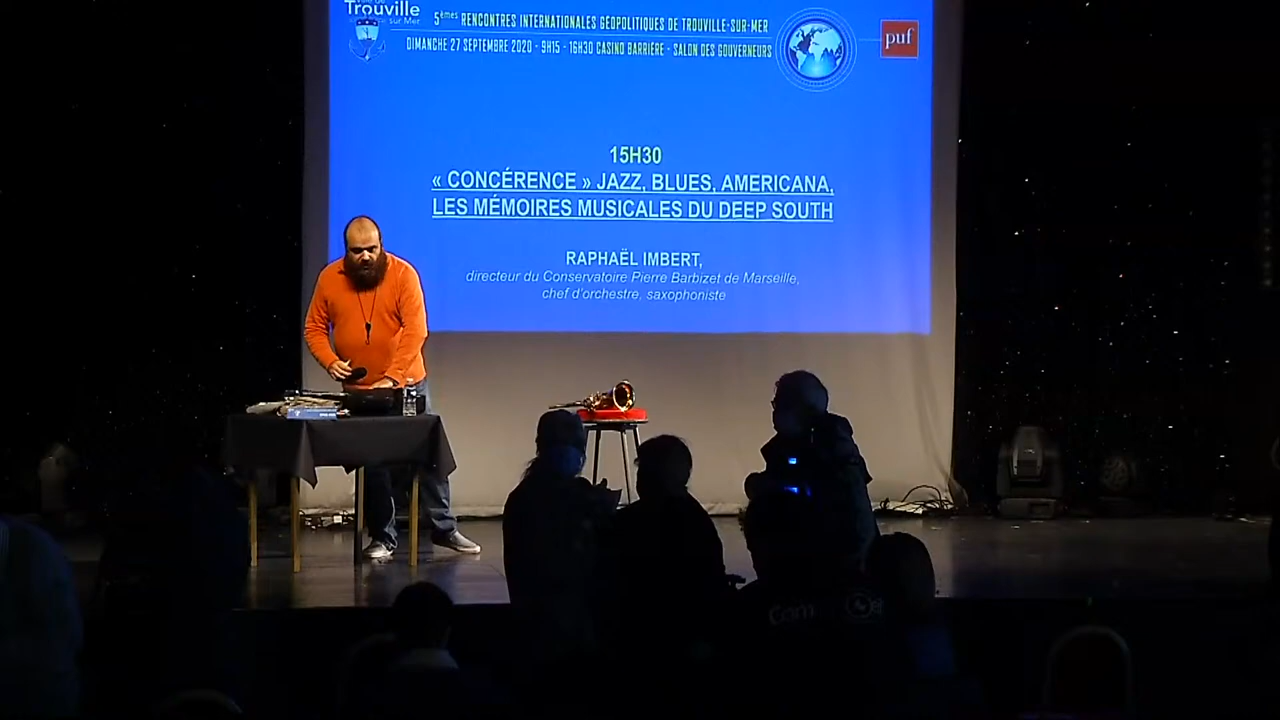 Trouville
sur Mer
5èmes RENCONTRES INTERNATIONALES GÉOPOLITIQUES DE TROUVILLE-SUR-MER
DIMANCHE 27 SEPTEMBRE 2020 - 9H15 - 16H30 CASINO BARRIÈRE - SALON DES GOUVERNEURS
puf
15H30
« CONCÉRENCE » JAZZ, BLUES, AMERICANA,
LES MÉMOIRES MUSICALES DU DEEP SOUTH
RAPHAËL IMBERT,
directeur du Conservatoire Pierre Barbizet de Marseille,
chef d'orchestre, saxophoniste